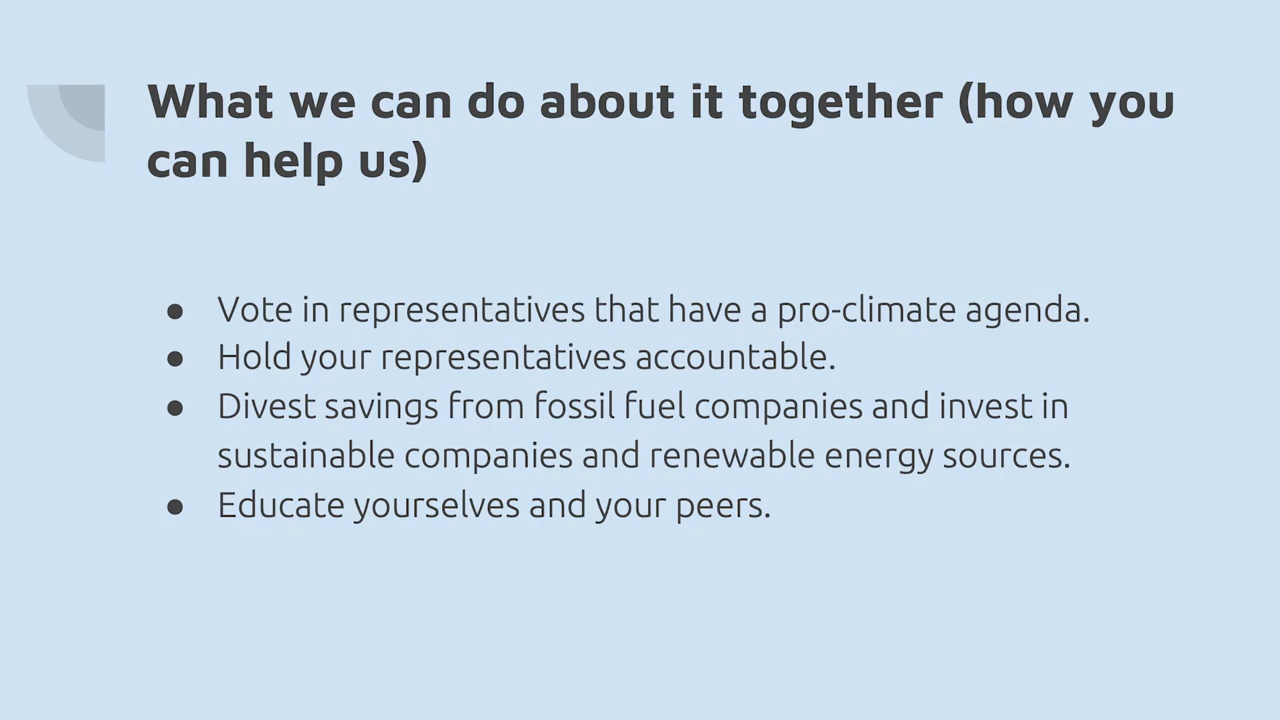 What we can do about it together (how you
can help us)
● Vote in representatives that have a pro-climate agenda.
● Hold your representatives accountable.
● Divest savings from fossil fuel companies and invest in
sustainable companies and renewable energy sources.
● Educate yourselves and your peers.